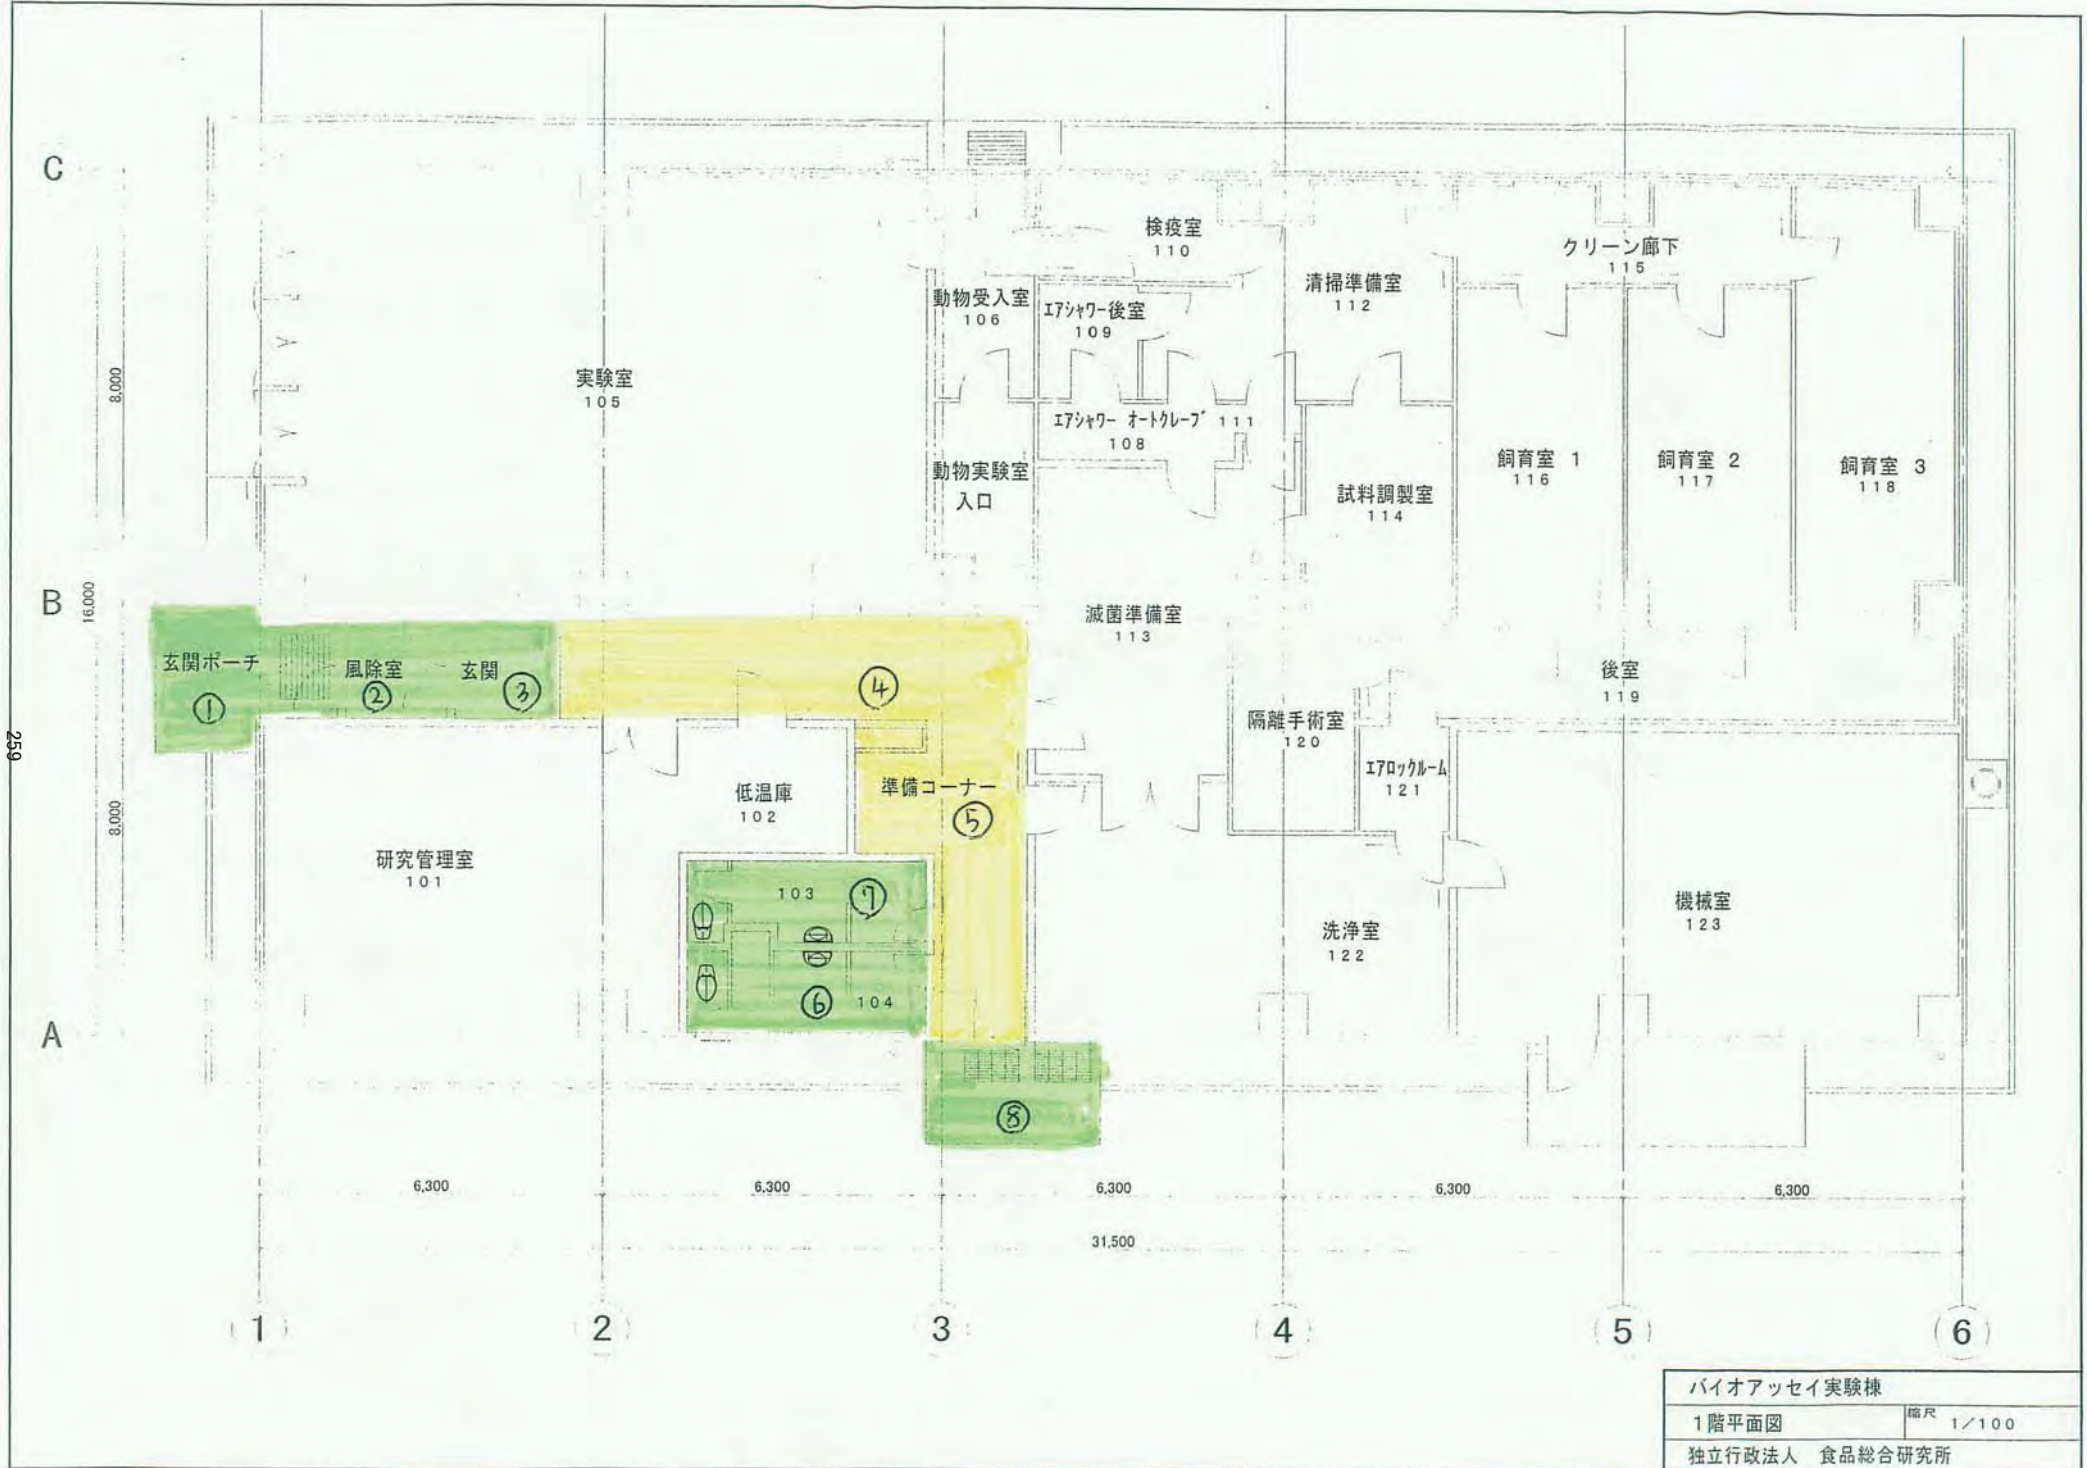 C
検疫室
110
クリーン廊下
115
清掃準備室
112
動物受入室
106
エアシャワー後室
109
8,000
実験室
105
エアシャワー オートクレーブ 111
108
動物実験室
入口
飼育室 1
116
飼育室 2
117
飼育室 3
118
試料調製室
114
B
16,000
滅菌準備室
113
玄関ポーチ
①
風除室
②
玄関
③
④
後室
119
隔離手術室
120
259
エアロックルーム
121
低温庫
102
準備コーナー
⑤
8,000
研究管理室
101
103
⑦
機械室
123
洗浄室
122
⑥
104
A
⑧
6,300
6,300
6,300
6,300
6,300
31,500
1
2
3
4
5
6
バイオアッセイ実験棟
1階平面図
縮尺 1/100
独立行政法人 食品総合研究所